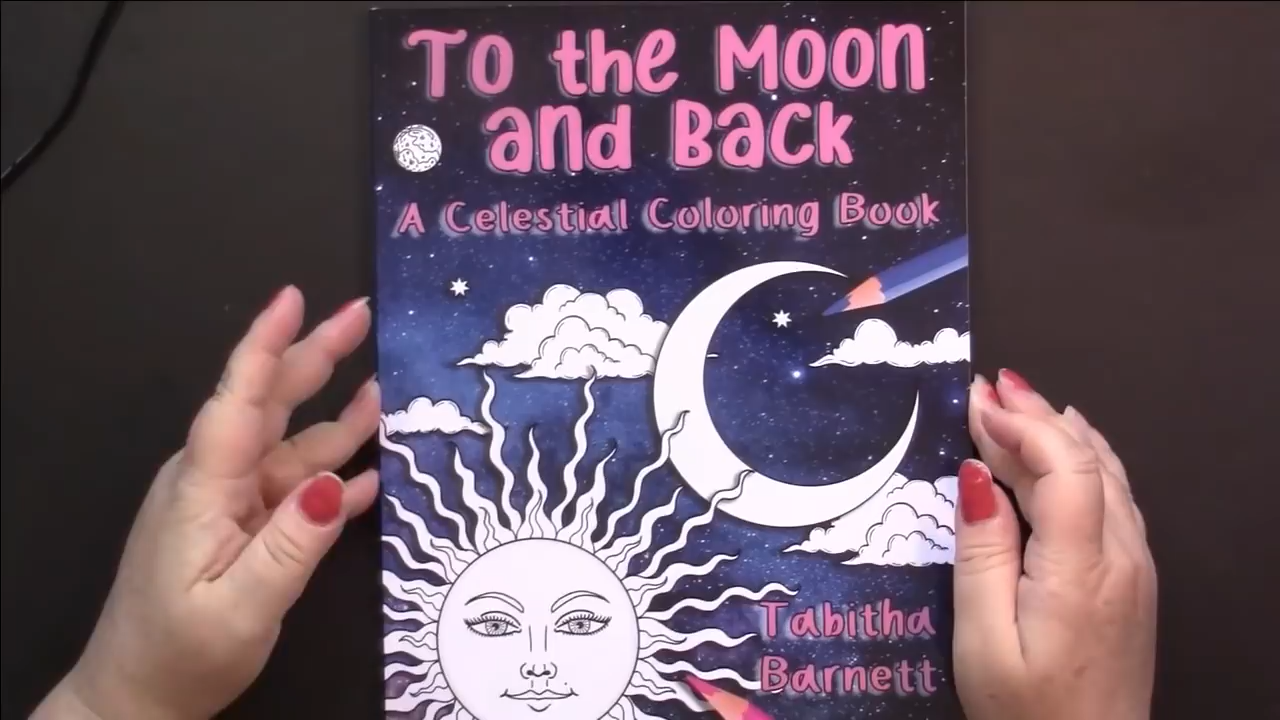 To the Moon
and Back
A Celestial Coloring Book
Tabitha
Barnett